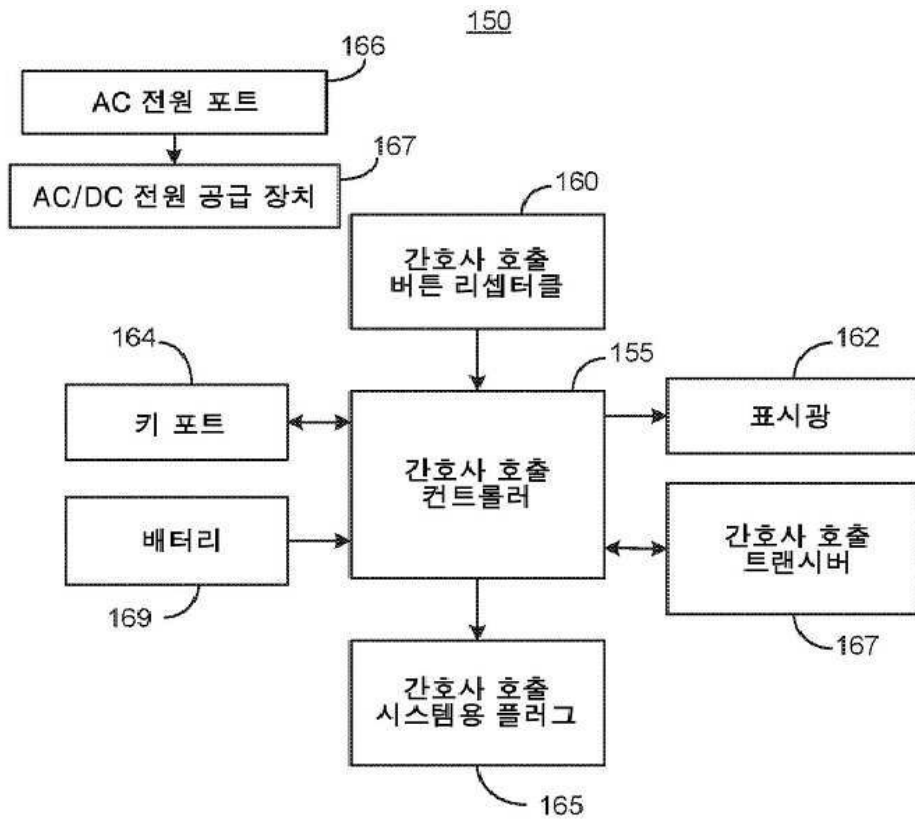 150
166
AC 전원 포트
167
AC/DC 전원 공급 장치
160
간호사 호출
버튼 리셉터클
164
키 포트
155
간호사 호출
컨트롤러
162
표시광
배터리
169
간호사 호출
트랜시버
167
간호사 호출
시스템용 플러그
165